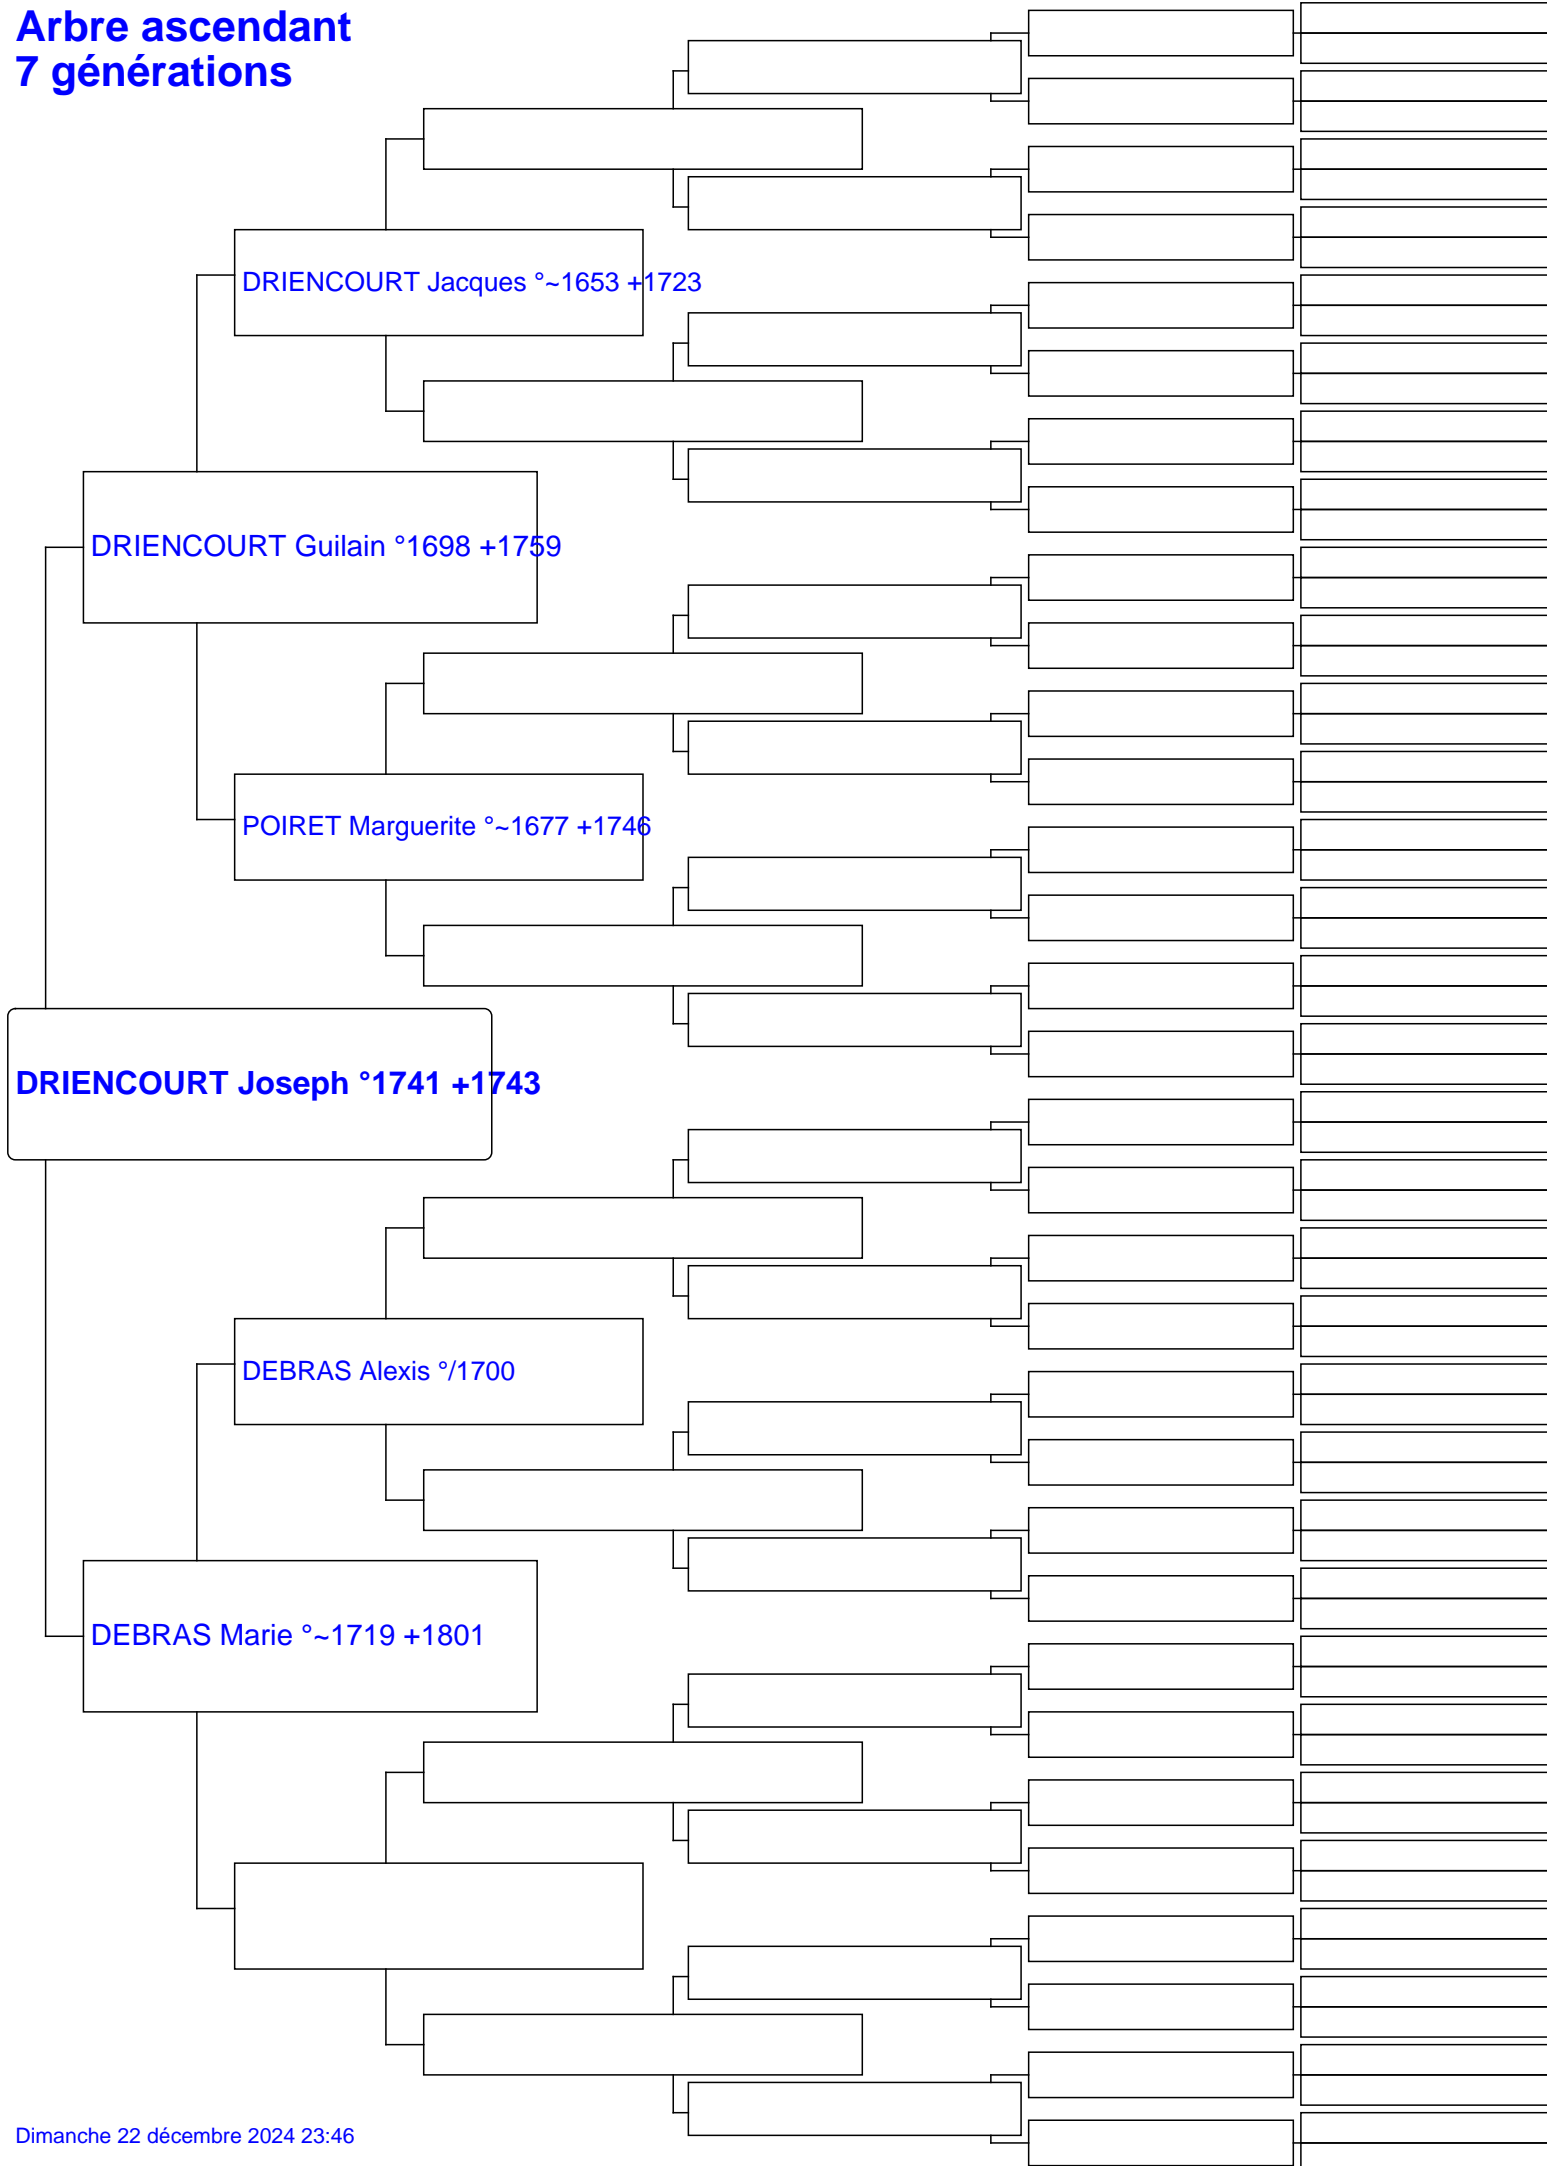 Arbre ascendant
7 générations
DRIENCOURT Jacques °~1653 +1723
DRIENCOURT Guilain °1698 +1759
POIRET Marguerite °~1677 +1746
DRIENCOURT Joseph °1741 +1743
DEBRAS Alexis °/1700
DEBRAS Marie °~1719 +1801
Dimanche 22 décembre 2024 23:46